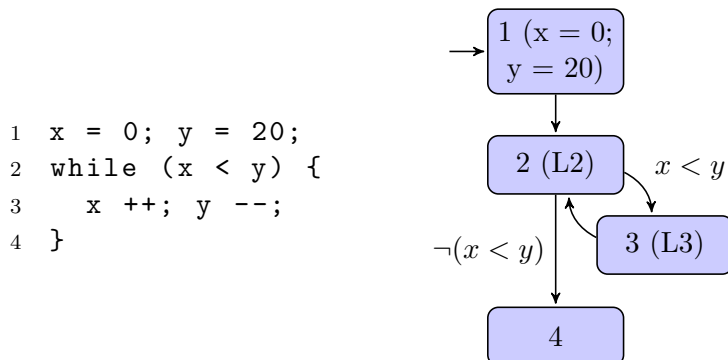 1 x = 0; y = 20;
2 while (x < y) {
3   x ++; y --;
4 }
1 (x = 0;
y = 20)
2 (L2)
x < y
3 (L3)
¬(x < y)
4